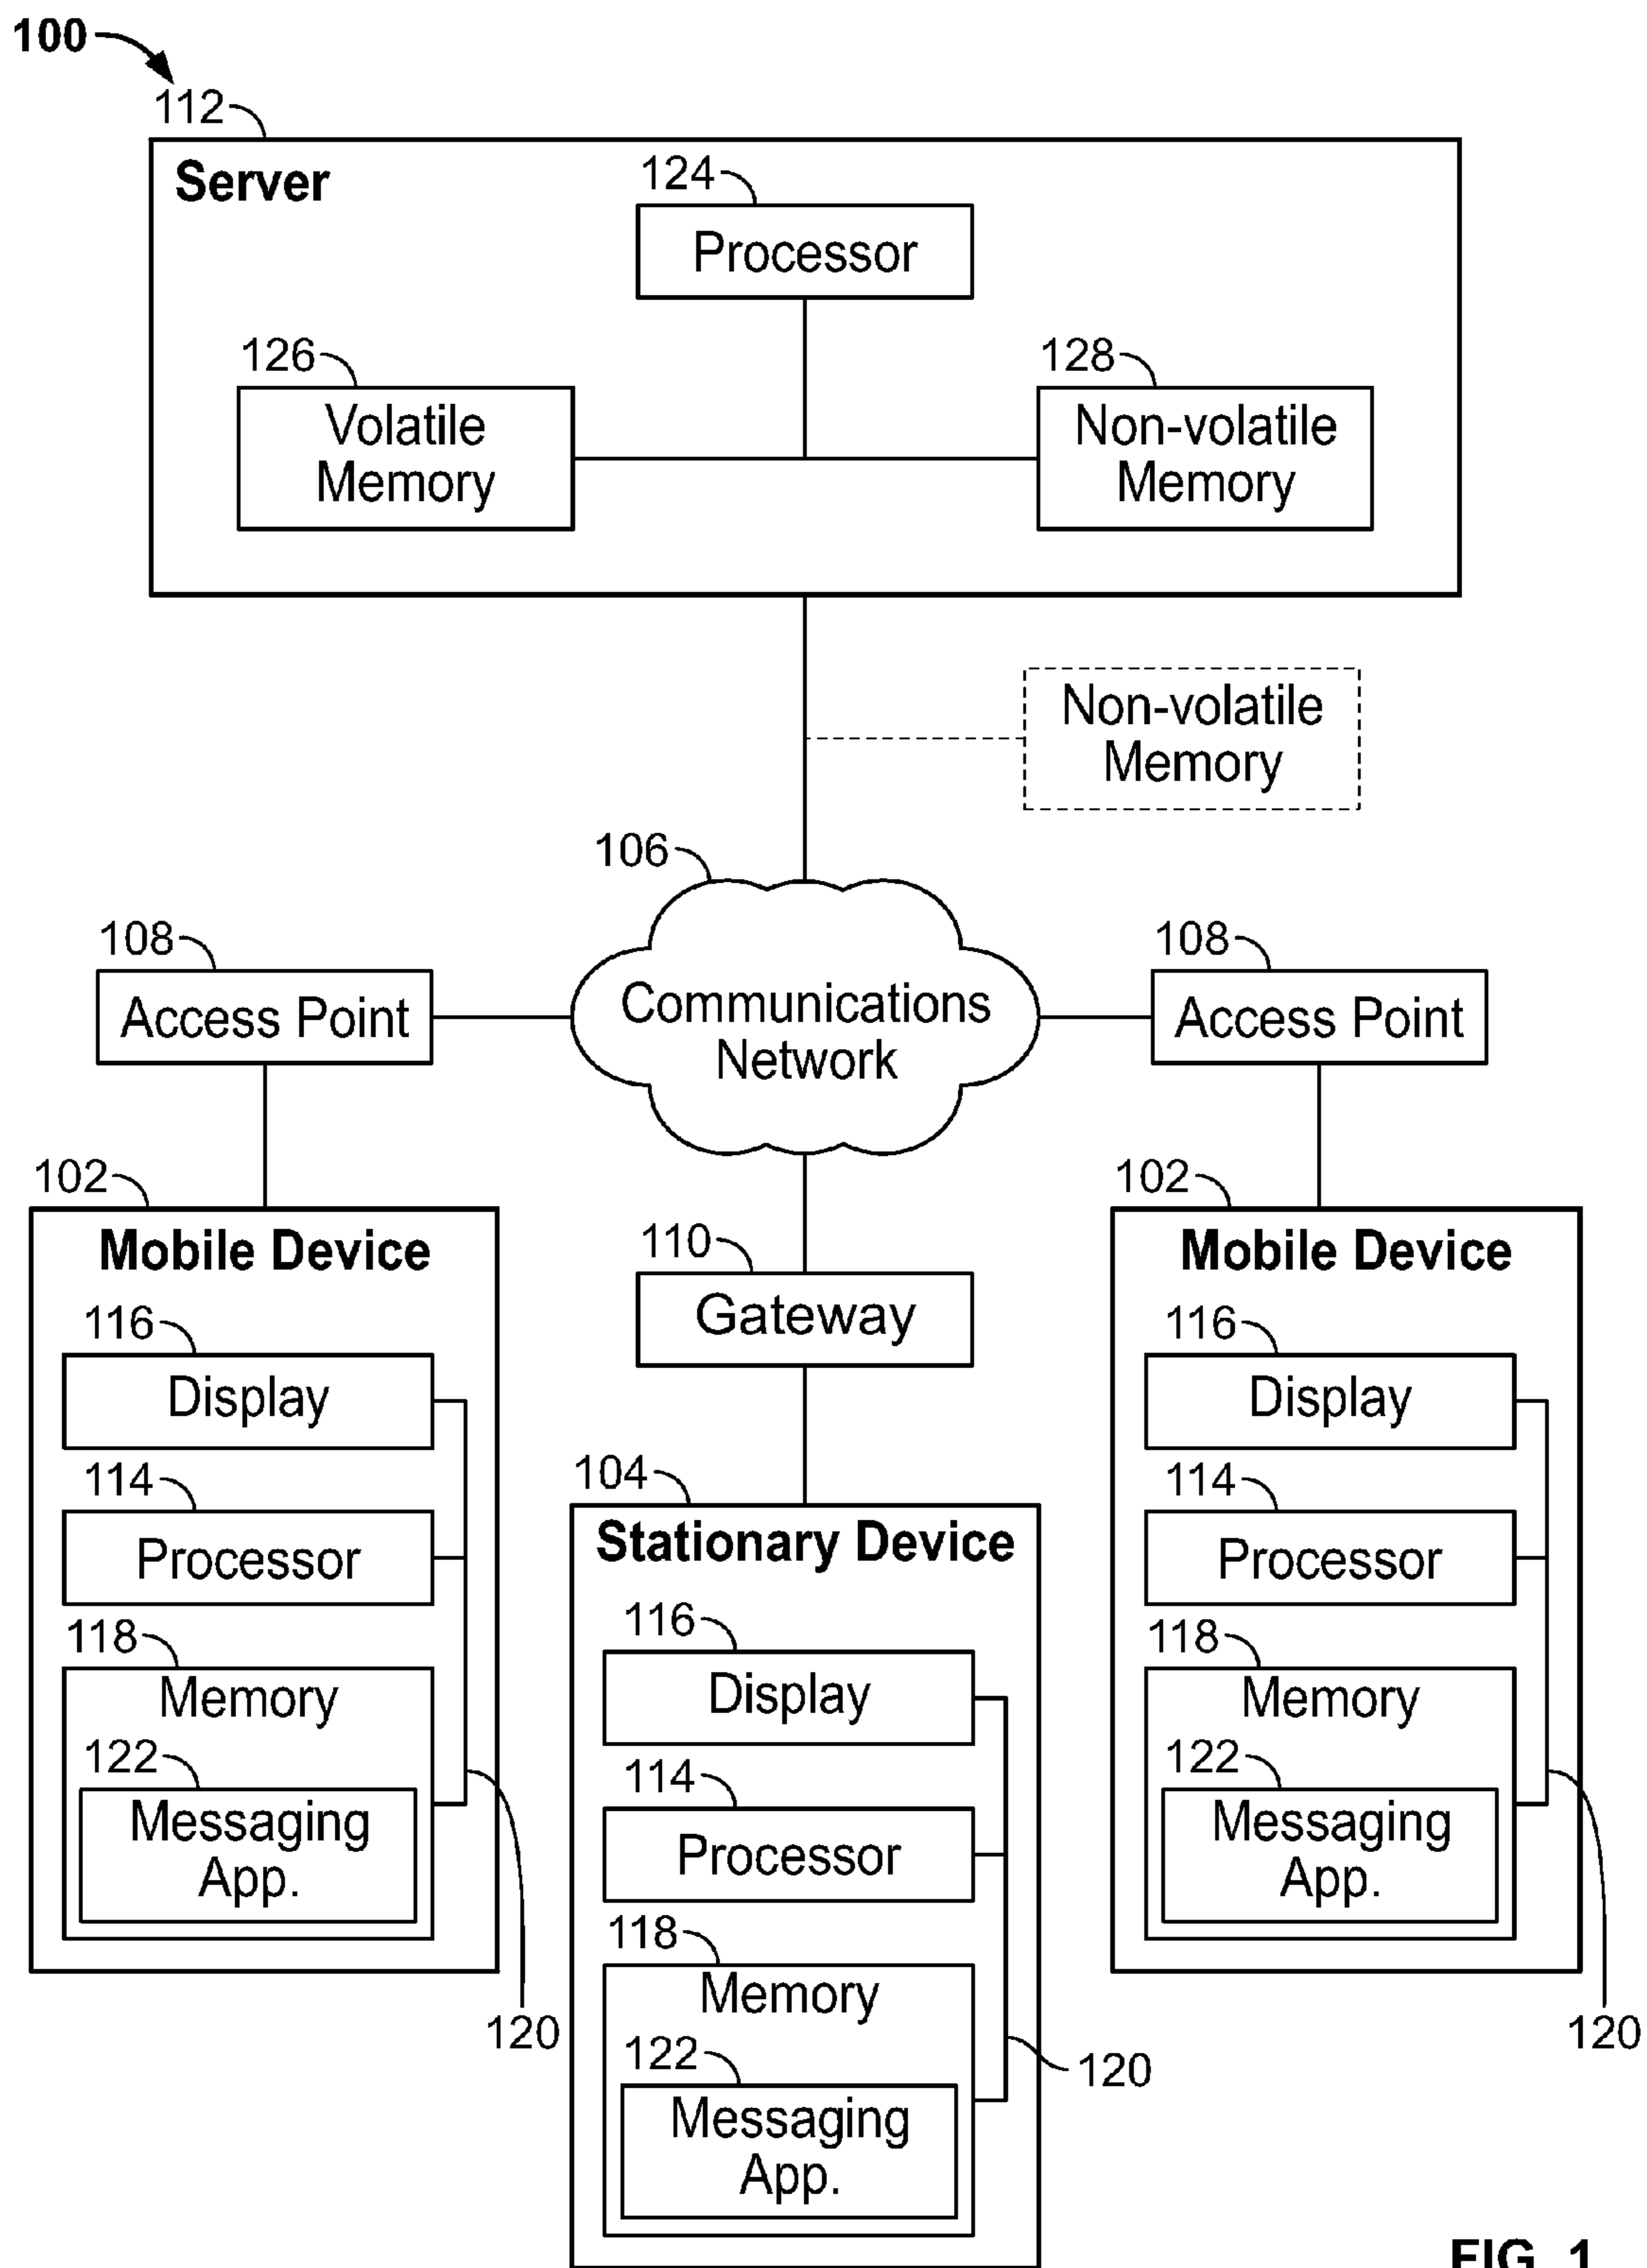 100
112
Server
124
Processor
126
Volatile
Memory
128
Non-volatile
Memory
Non-volatile
Memory
106
Communications
Network
108
Access Point
108
Access Point
102
Mobile Device
116
Display
114
Processor
118
Memory
122
Messaging
App.
120
110
Gateway
104
Stationary Device
116
Display
114
Processor
118
Memory
122
Messaging
App.
120
102
Mobile Device
116
Display
114
Processor
118
Memory
122
Messaging
App.
120
FIG. 1